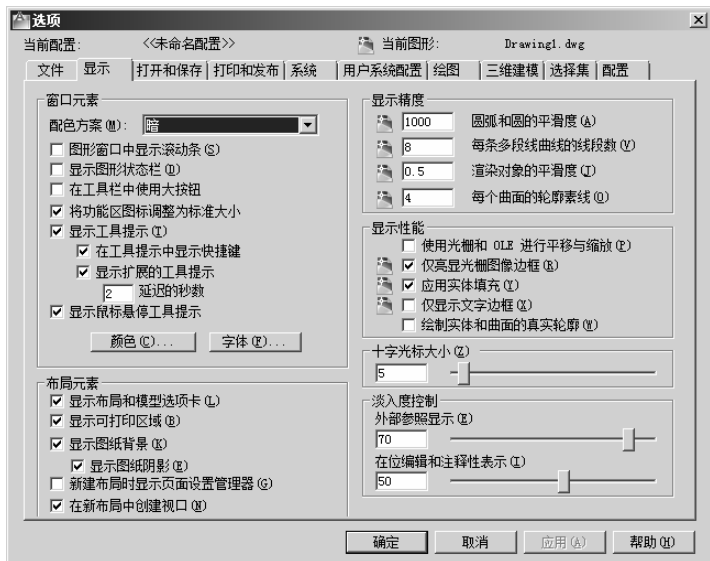 选项
当前配置: <<未命名配置>> 当前图形: Drawing1.dwg
文件 显示 打开和保存 打印和发布 系统 用户系统配置 绘图 三维建模 选择集 配置
窗口元素
配色方案(M): 暗
图形窗口中显示滚动条(S)
显示图形状态栏(D)
在工具栏中使用大按钮
将功能区图标调整为标准大小
显示工具提示(T)
在工具提示中显示快捷键
显示扩展的工具提示
2 延迟的秒数
显示鼠标悬停工具提示
颜色(C)... 字体(F)...
布局元素
显示布局和模型选项卡(L)
显示可打印区域(B)
显示图纸背景(K)
显示图纸阴影(E)
新建布局时显示页面设置管理器(G)
在新布局中创建视口(N)
显示精度
1000 圆弧和圆的平滑度(A)
8 每条多段线曲线的线段数(V)
0.5 渲染对象的平滑度(J)
4 每个曲面的轮廓素线(O)
显示性能
使用光栅和 OLE 进行平移与缩放(P)
仅亮显光栅图像边框(R)
应用实体填充(Y)
仅显示文字边框(X)
绘制实体和曲面的真实轮廓(W)
十字光标大小(Z)
5
淡入度控制
外部参照显示(E)
70
在位编辑和注释性表示(I)
50
确定 取消 应用(A) 帮助(H)